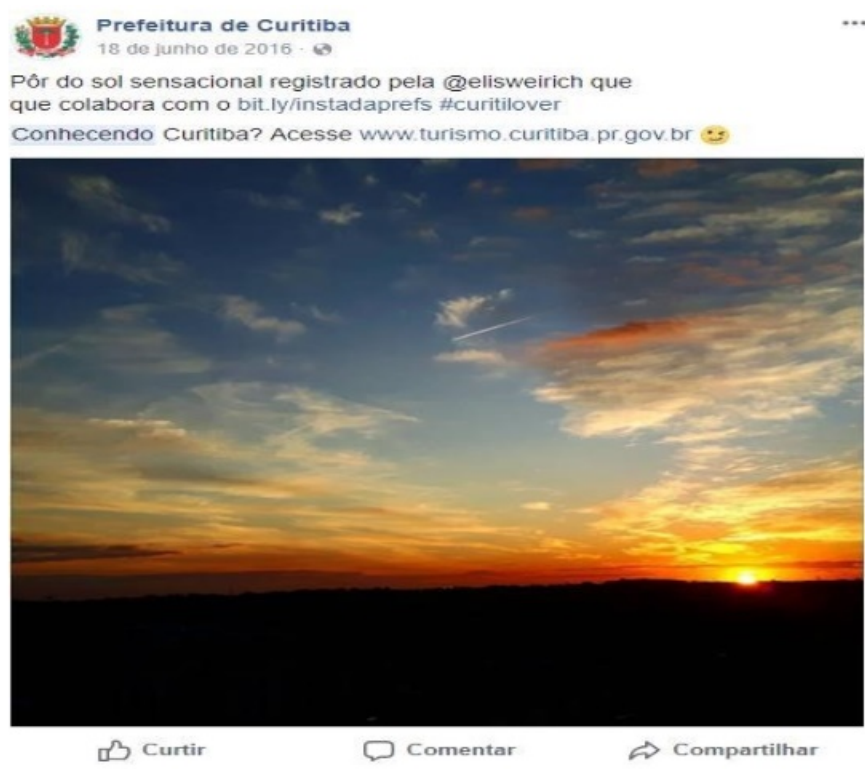 Prefeitura de Curitiba
18 de junho de 2016 ·
Pôr do sol sensacional registrado pela @elisweirich que
que colabora com o bit.ly/instadaprefs #curitilover
Conhecendo Curitiba? Acesse www.turismo.curitiba.pr.gov.br 😉
Curtir Comentar Compartilhar